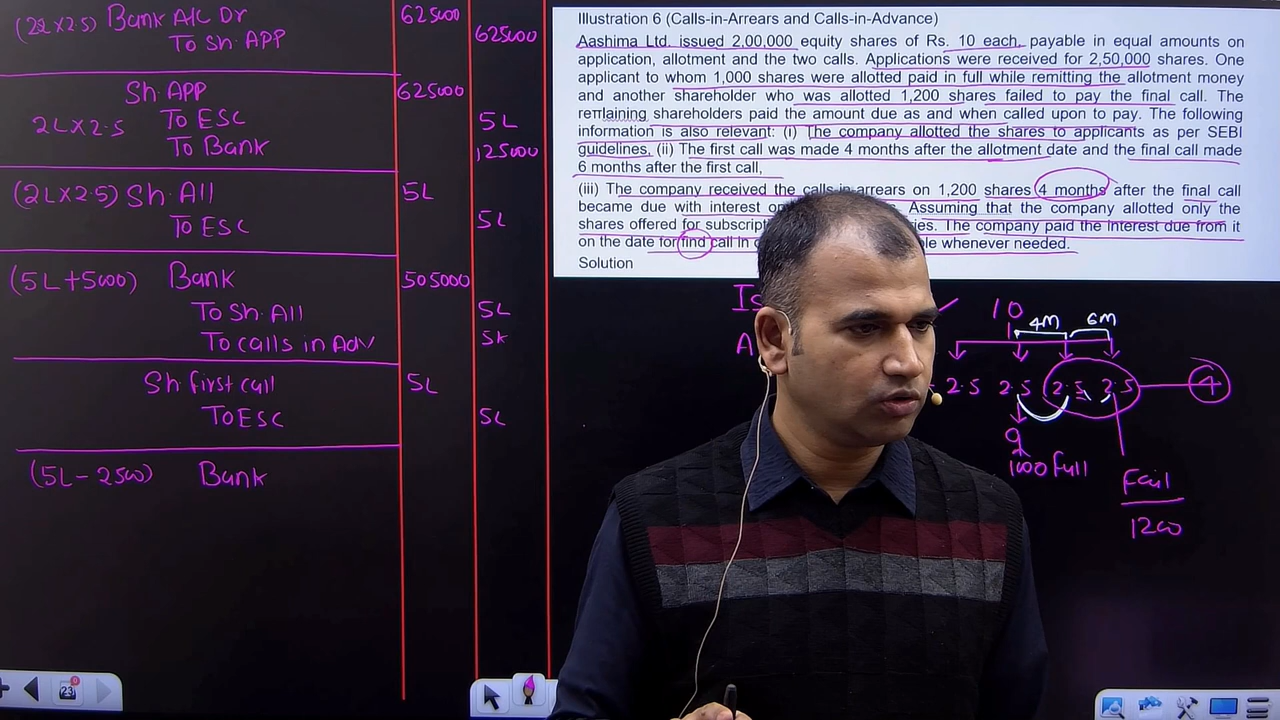 (2L×2.5) Bank A/c Dr 625000
To Sh. APP 625000
Sh. APP 625000
2L×2.5 To ESC 5L
To Bank 125000
(2L×2.5) Sh. All 5L
To ESC 5L
(5L+5000) Bank 505000
To Sh. All 5L
To calls in Adv 5k
Sh. first call 5L
To ESC 5L
(5L-2500) Bank
Illustration 6 (Calls-in-Arrears and Calls-in-Advance)
Aashima Ltd. issued 2,00,000 equity shares of Rs. 10 each, payable in equal amounts on
application, allotment and the two calls. Applications were received for 2,50,000 shares. One
applicant to whom 1,000 shares were allotted paid in full while remitting the allotment money
and another shareholder who was allotted 1,200 shares failed to pay the final call. The
remaining shareholders paid the amount due as and when called upon to pay. The following
information is also relevant: (i) The company allotted the shares to applicants as per SEBI
guidelines, (ii) The first call was made 4 months after the allotment date and the final call made
6 months after the first call,
(iii) The company received the calls-in-arrears on 1,200 shares 4 months after the final call
became due with interest Assuming that the company allotted only the
shares offered for The company paid the interest due from it
on the date for find call whenever needed.
Solution
Is
A
10
4m 6m
2.5 2.5 2.5 2.5 4
1000 Full
Fail
1200
23